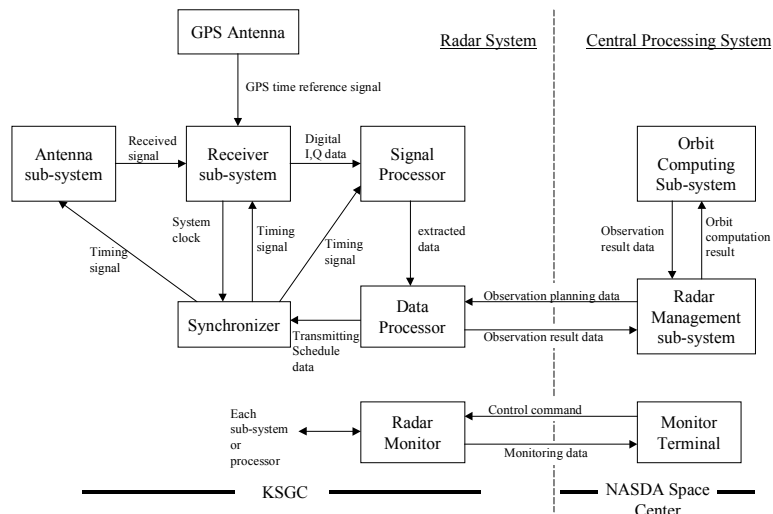 GPS Antenna
Radar System
Central Processing System
GPS time reference signal
Antenna
sub-system
Received
signal
Receiver
sub-system
Digital
I,Q data
Signal
Processor
Orbit
Computing
Sub-system
System
clock
Timing
signal
Timing
signal
Timing
signal
extracted
data
Observation
result data
Orbit
computation
result
Synchronizer
Transmitting
Schedule
data
Data
Processor
Observation planning data
Observation result data
Radar
Management
sub-system
Each
sub-system
or
processor
Radar
Monitor
Control command
Monitoring data
Monitor
Terminal
KSGC
NASDA Space
Center